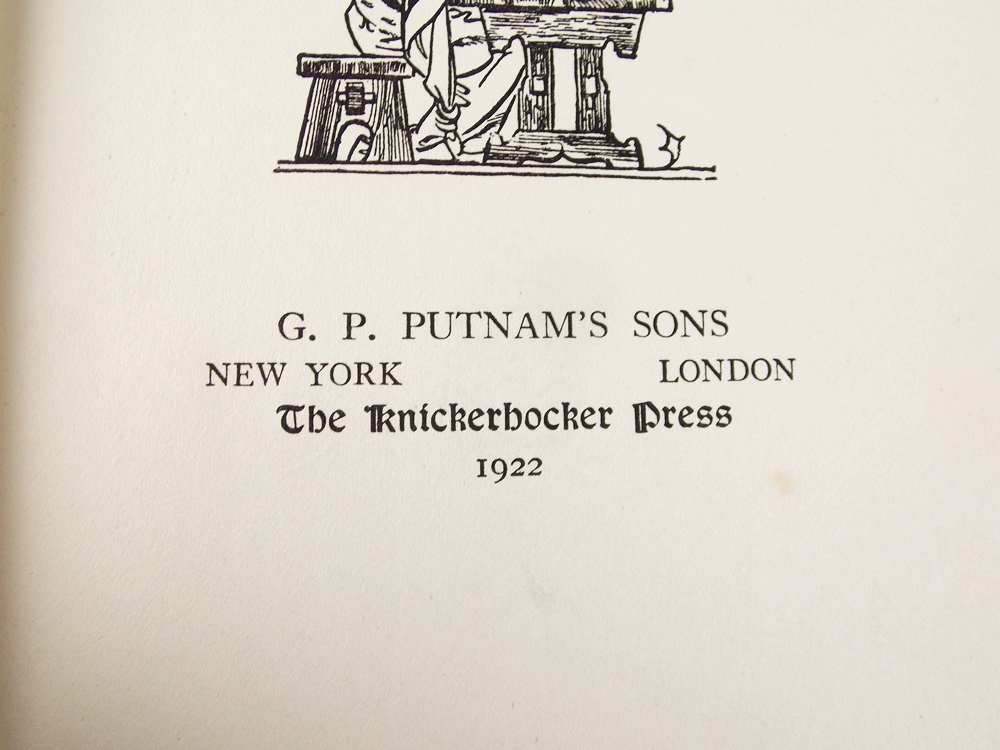 G. P. PUTNAM'S SONS
NEW YORK LONDON
The Knickerbocker Press
1922